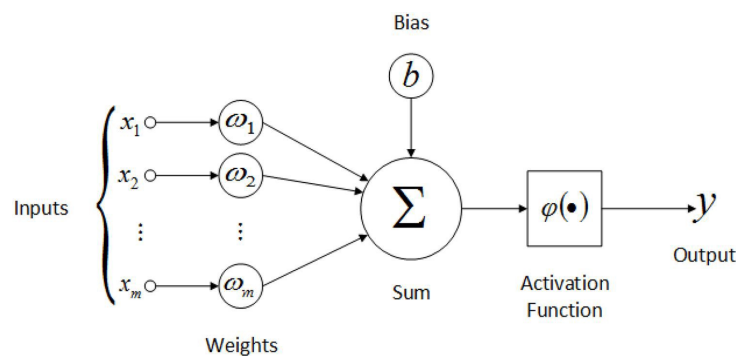 Bias
b
x₁ ω₁
x₂ ω₂
Inputs
⋮ ⋮
Σ
φ(•)
y
Output
xₘ ωₘ
Sum
Activation
Function
Weights